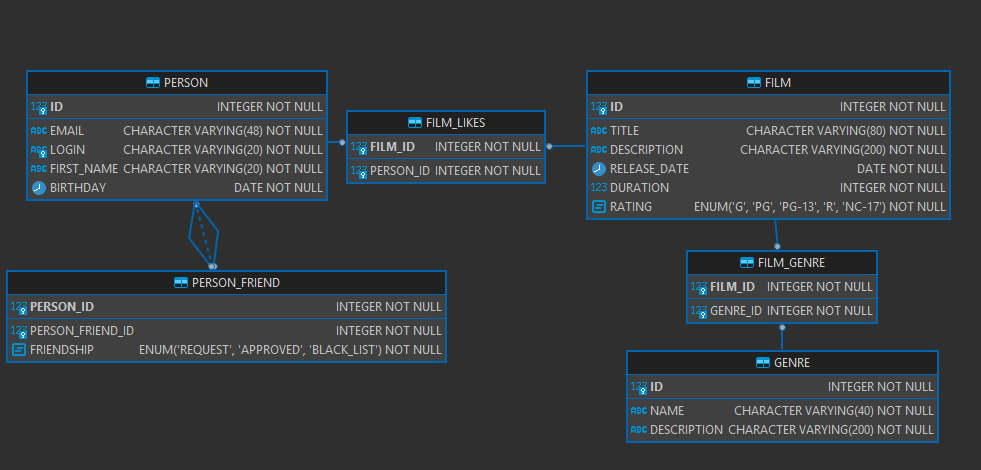 PERSON
ID INTEGER NOT NULL
EMAIL CHARACTER VARYING(48) NOT NULL
LOGIN CHARACTER VARYING(20) NOT NULL
FIRST_NAME CHARACTER VARYING(20) NOT NULL
BIRTHDAY DATE NOT NULL
FILM_LIKES
123 FILM_ID INTEGER NOT NULL
123 PERSON_ID INTEGER NOT NULL
FILM
123 ID INTEGER NOT NULL
ABC TITLE CHARACTER VARYING(80) NOT NULL
ABC DESCRIPTION CHARACTER VARYING(200) NOT NULL
RELEASE_DATE DATE NOT NULL
123 DURATION INTEGER NOT NULL
RATING ENUM('G', 'PG', 'PG-13', 'R', 'NC-17') NOT NULL
PERSON_FRIEND
123 PERSON_ID INTEGER NOT NULL
123 PERSON_FRIEND_ID INTEGER NOT NULL
FRIENDSHIP ENUM('REQUEST', 'APPROVED', 'BLACK_LIST') NOT NULL
FILM_GENRE
123 FILM_ID INTEGER NOT NULL
123 GENRE_ID INTEGER NOT NULL
GENRE
123 ID INTEGER NOT NULL
ABC NAME CHARACTER VARYING(40) NOT NULL
ABC DESCRIPTION CHARACTER VARYING(200) NOT NULL